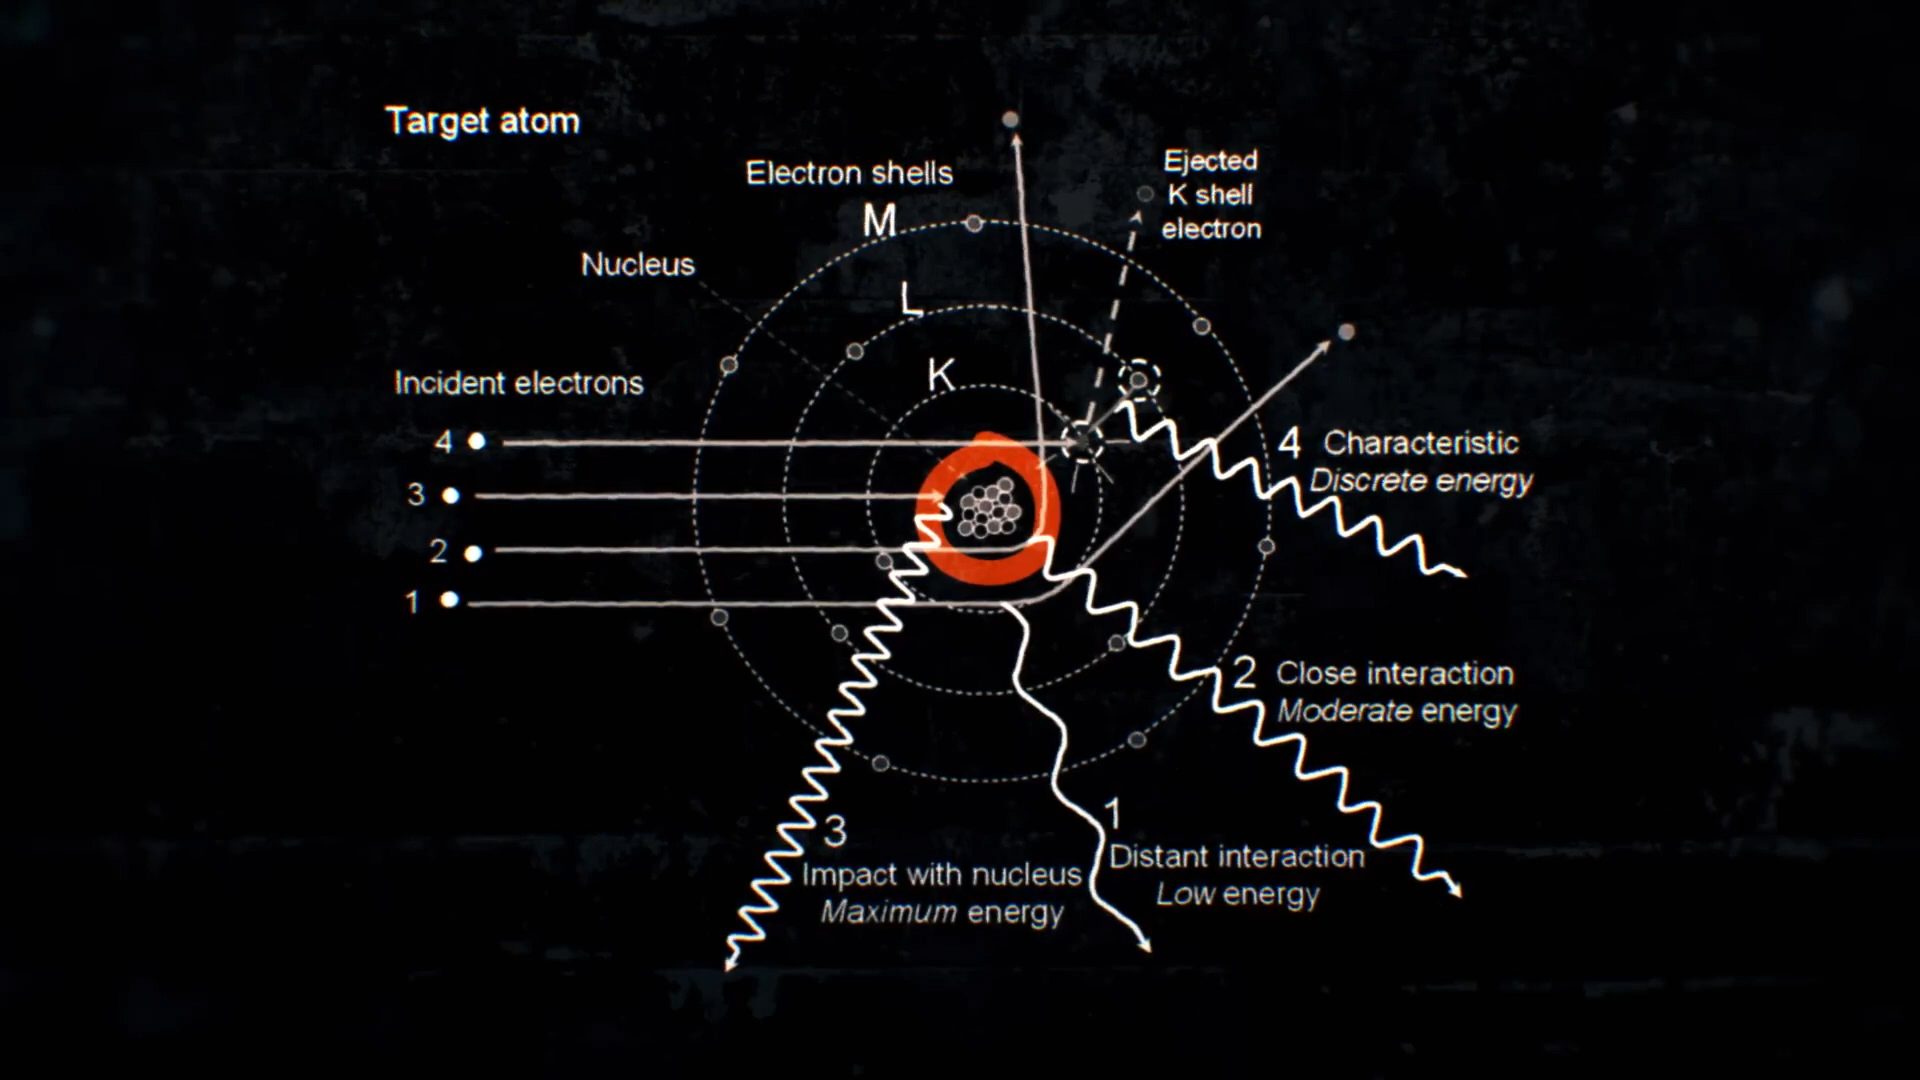 Target atom
Electron shells
M
L
K
Nucleus
Ejected
K shell
electron
Incident electrons
4
3
2
1
4 Characteristic
Discrete energy
2 Close interaction
Moderate energy
1
Distant interaction
Low energy
3
Impact with nucleus
Maximum energy